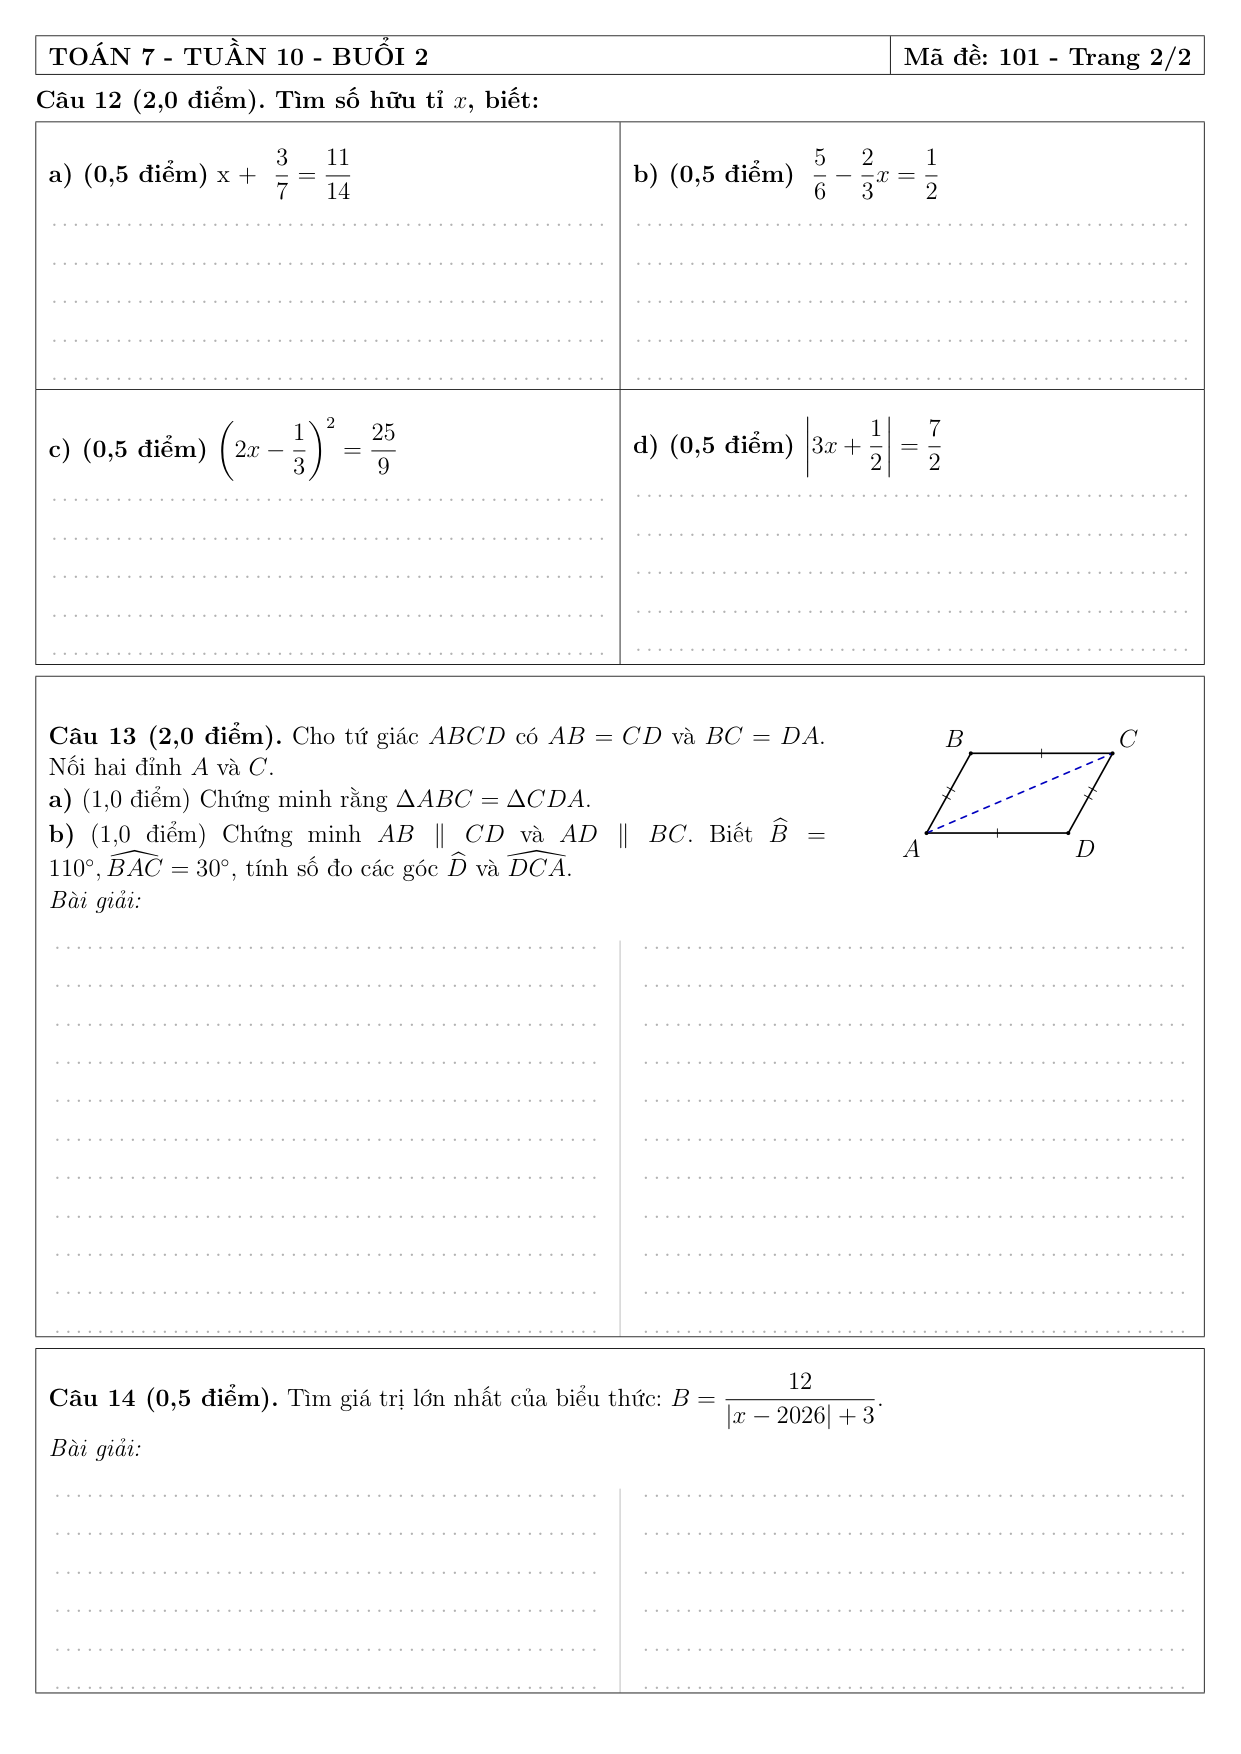 TOÁN 7 - TUẦN 10 - BUỔI 2 Mã đề: 101 - Trang 2/2
Câu 12 (2,0 điểm). Tìm số hữu tỉ x, biết:
a) (0,5 điểm) x + 3/7 = 11/14
b) (0,5 điểm) 5/6 − 2/3 x = 1/2
c) (0,5 điểm) (2x − 1/3)² = 25/9
d) (0,5 điểm) |3x + 1/2| = 7/2
Câu 13 (2,0 điểm). Cho tứ giác ABCD có AB = CD và BC = DA.
Nối hai đỉnh A và C.
a) (1,0 điểm) Chứng minh rằng ΔABC = ΔCDA.
b) (1,0 điểm) Chứng minh AB ∥ CD và AD ∥ BC. Biết B̂ =
110°, B͡AC = 30°, tính số đo các góc D̂ và D͡CA.
Bài giải:
B C
A D
Câu 14 (0,5 điểm). Tìm giá trị lớn nhất của biểu thức: B = 12/(|x − 2026| + 3).
Bài giải: